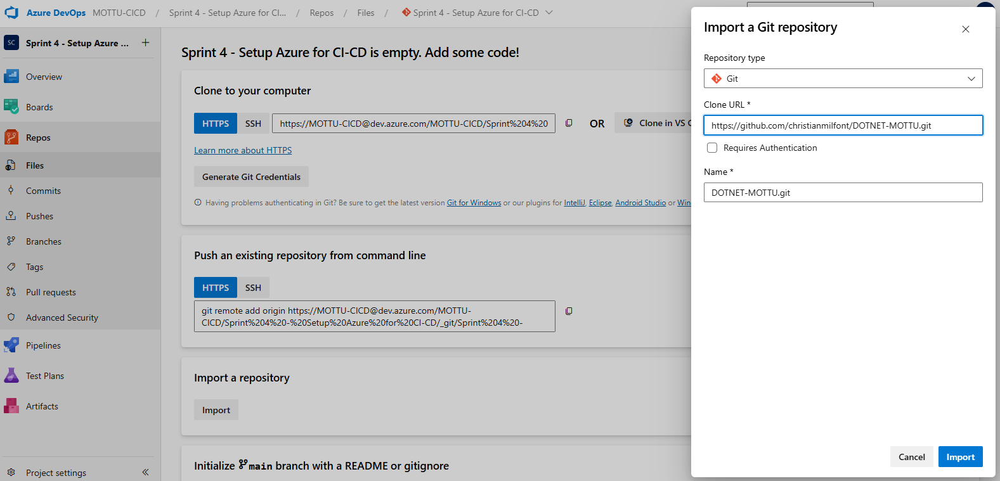 Azure DevOps MOTTU-CICD / Sprint 4 - Setup Azure for CI... / Repos / Files / Sprint 4 - Setup Azure for CI-CD
SC Sprint 4 - Setup Azure ... +
Overview
Boards
Repos
Files
Commits
Pushes
Branches
Tags
Pull requests
Advanced Security
Pipelines
Test Plans
Artifacts
Project settings
Sprint 4 - Setup Azure for CI-CD is empty. Add some code!
Clone to your computer
HTTPS SSH https://MOTTU-CICD@dev.azure.com/MOTTU-CICD/Sprint%204%20 OR Clone in VS C
Learn more about HTTPS
Generate Git Credentials
Having problems authenticating in Git? Be sure to get the latest version Git for Windows or our plugins for IntelliJ, Eclipse, Android Studio or Win
Push an existing repository from command line
HTTPS SSH
git remote add origin https://MOTTU-CICD@dev.azure.com/MOTTU-
CICD/Sprint%204%20-%20Setup%20Azure%20for%20CI-CD/_git/Sprint%204%20-
Import a repository
Import
Initialize main branch with a README or gitignore
Import a Git repository
Repository type
Git
Clone URL *
https://github.com/christianmilfont/DOTNET-MOTTU.git
Requires Authentication
Name *
DOTNET-MOTTU.git
Cancel Import